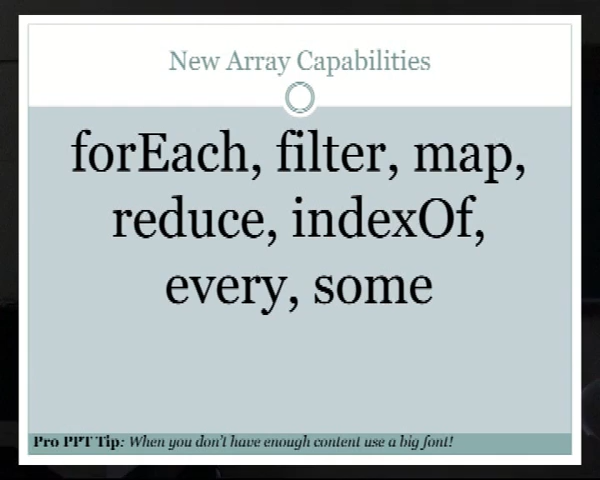 New Array Capabilities
forEach, filter, map,
reduce, indexOf,
every, some
Pro PPT Tip: When you don't have enough content use a big font!